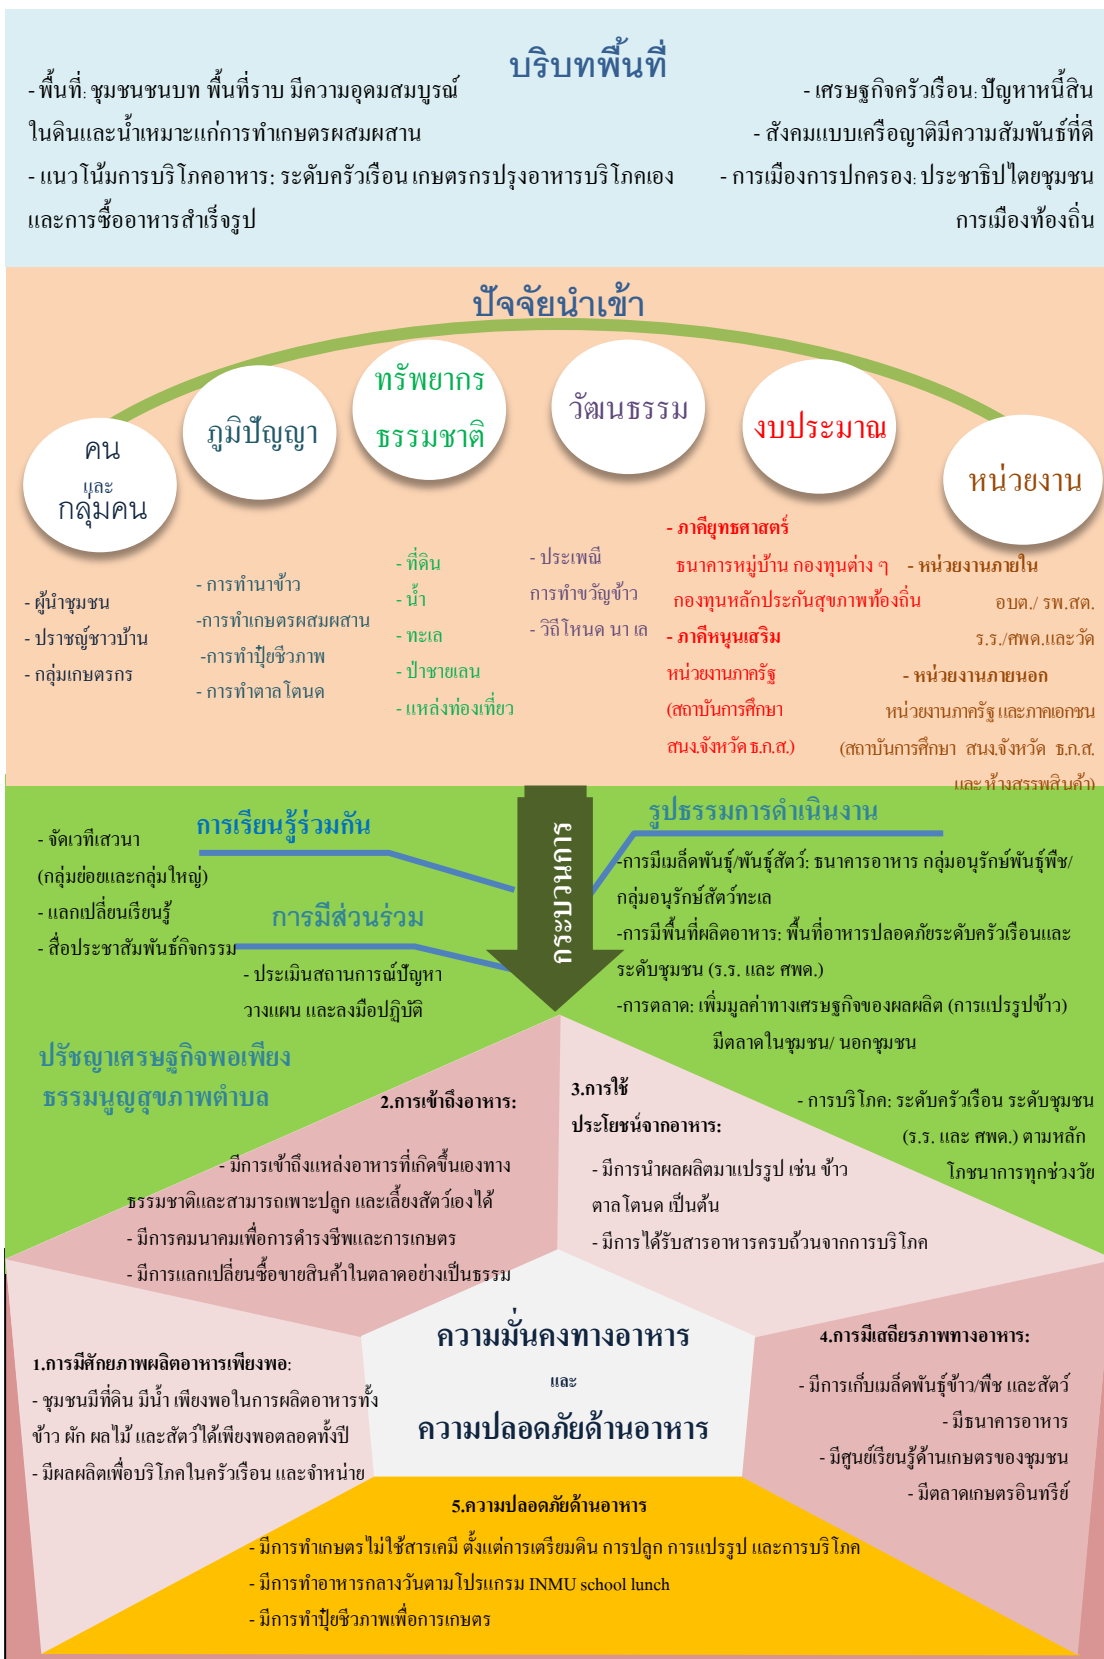 บริบทพื้นที่
- พื้นที่: ชุมชนชนบท พื้นที่ราบ มีความอุดมสมบูรณ์
ในดินและน้ำเหมาะแก่การทำเกษตรผสมผสาน
- แนวโน้มการบริโภคอาหาร: ระดับครัวเรือน เกษตรกรปรุงอาหารบริโภคเอง
และการซื้ออาหารสำเร็จรูป
- เศรษฐกิจครัวเรือน: ปัญหาหนี้สิน
- สังคมแบบเครือญาติมีความสัมพันธ์ที่ดี
- การเมืองการปกครอง: ประชาธิปไตยชุมชน
การเมืองท้องถิ่น
ปัจจัยนำเข้า
คน
และ
กลุ่มคน
- ผู้นำชุมชน
- ปราชญ์ชาวบ้าน
- กลุ่มเกษตรกร
ภูมิปัญญา
- การทำนาข้าว
-การทำเกษตรผสมผสาน
-การทำปุ๋ยชีวภาพ
- การทำตาลโตนด
ทรัพยากร
ธรรมชาติ
- ที่ดิน
- น้ำ
- ทะเล
- ป่าชายเลน
- แหล่งท่องเที่ยว
วัฒนธรรม
- ประเพณี
การทำขวัญข้าว
- วิถีโหนด นา เล
งบประมาณ
- ภาคียุทธศาสตร์
ธนาคารหมู่บ้าน กองทุนต่าง ๆ
กองทุนหลักประกันสุขภาพท้องถิ่น
- ภาคีหนุนเสริม
หน่วยงานภาครัฐ
(สถาบันการศึกษา
สนง.จังหวัด ธ.ก.ส.)
หน่วยงาน
- หน่วยงานภายใน
อบต./ รพ.สต.
ร.ร./ศพด.และวัด
- หน่วยงานภายนอก
หน่วยงานภาครัฐ และภาคเอกชน
(สถาบันการศึกษา สนง.จังหวัด ธ.ก.ส.
และ ห้างสรรพสินค้า)
กระบวนการ
การเรียนรู้ร่วมกัน
- จัดเวทีเสวนา
(กลุ่มย่อยและกลุ่มใหญ่)
- แลกเปลี่ยนเรียนรู้
- สื่อประชาสัมพันธ์กิจกรรม
การมีส่วนร่วม
- ประเมินสถานการณ์ปัญหา
วางแผน และลงมือปฏิบัติ
รูปธรรมการดำเนินงาน
-การมีเมล็ดพันธุ์/พันธุ์สัตว์: ธนาคารอาหาร กลุ่มอนุรักษ์พันธุ์พืช/
กลุ่มอนุรักษ์สัตว์ทะเล
-การมีพื้นที่ผลิตอาหาร: พื้นที่อาหารปลอดภัยระดับครัวเรือนและ
ระดับชุมชน (ร.ร. และ ศพด.)
-การตลาด: เพิ่มมูลค่าทางเศรษฐกิจของผลผลิต (การแปรรูปข้าว)
มีตลาดในชุมชน/ นอกชุมชน
- การบริโภค: ระดับครัวเรือน ระดับชุมชน
(ร.ร. และ ศพด.) ตามหลัก
โภชนาการทุกช่วงวัย
ปรัชญาเศรษฐกิจพอเพียง
ธรรมนูญสุขภาพตำบล
2.การเข้าถึงอาหาร:
- มีการเข้าถึงแหล่งอาหารที่เกิดขึ้นเองทาง
ธรรมชาติและสามารถเพาะปลูก และเลี้ยงสัตว์เองได้
- มีการคมนาคมเพื่อการดำรงชีพและการเกษตร
- มีการแลกเปลี่ยนซื้อขายสินค้าในตลาดอย่างเป็นธรรม
3.การใช้
ประโยชน์จากอาหาร:
- มีการนำผลผลิตมาแปรรูป เช่น ข้าว
ตาลโตนด เป็นต้น
- มีการได้รับสารอาหารครบถ้วนจากการบริโภค
ความมั่นคงทางอาหาร
และ
ความปลอดภัยด้านอาหาร
1.การมีศักยภาพผลิตอาหารเพียงพอ:
- ชุมชนมีที่ดิน มีน้ำ เพียงพอในการผลิตอาหารทั้ง
ข้าว ผัก ผลไม้ และสัตว์ได้เพียงพอตลอดทั้งปี
- มีผลผลิตเพื่อบริโภคในครัวเรือน และจำหน่าย
4.การมีเสถียรภาพทางอาหาร:
- มีการเก็บเมล็ดพันธุ์ข้าว/พืช และสัตว์
- มีธนาคารอาหาร
- มีศูนย์เรียนรู้ด้านเกษตรของชุมชน
- มีตลาดเกษตรอินทรีย์
5.ความปลอดภัยด้านอาหาร
- มีการทำเกษตรไม่ใช้สารเคมี ตั้งแต่การเตรียมดิน การปลูก การแปรรูป และการบริโภค
- มีการทำอาหารกลางวันตามโปรแกรม INMU school lunch
- มีการทำปุ๋ยชีวภาพเพื่อการเกษตร